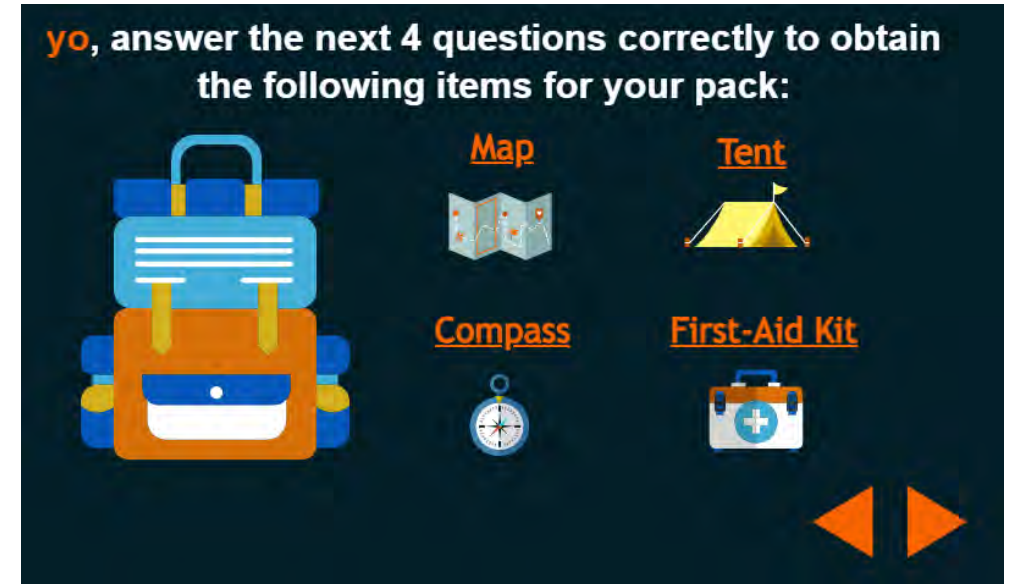 yo, answer the next 4 questions correctly to obtain
the following items for your pack:
Map
Tent
Compass
First-Aid Kit